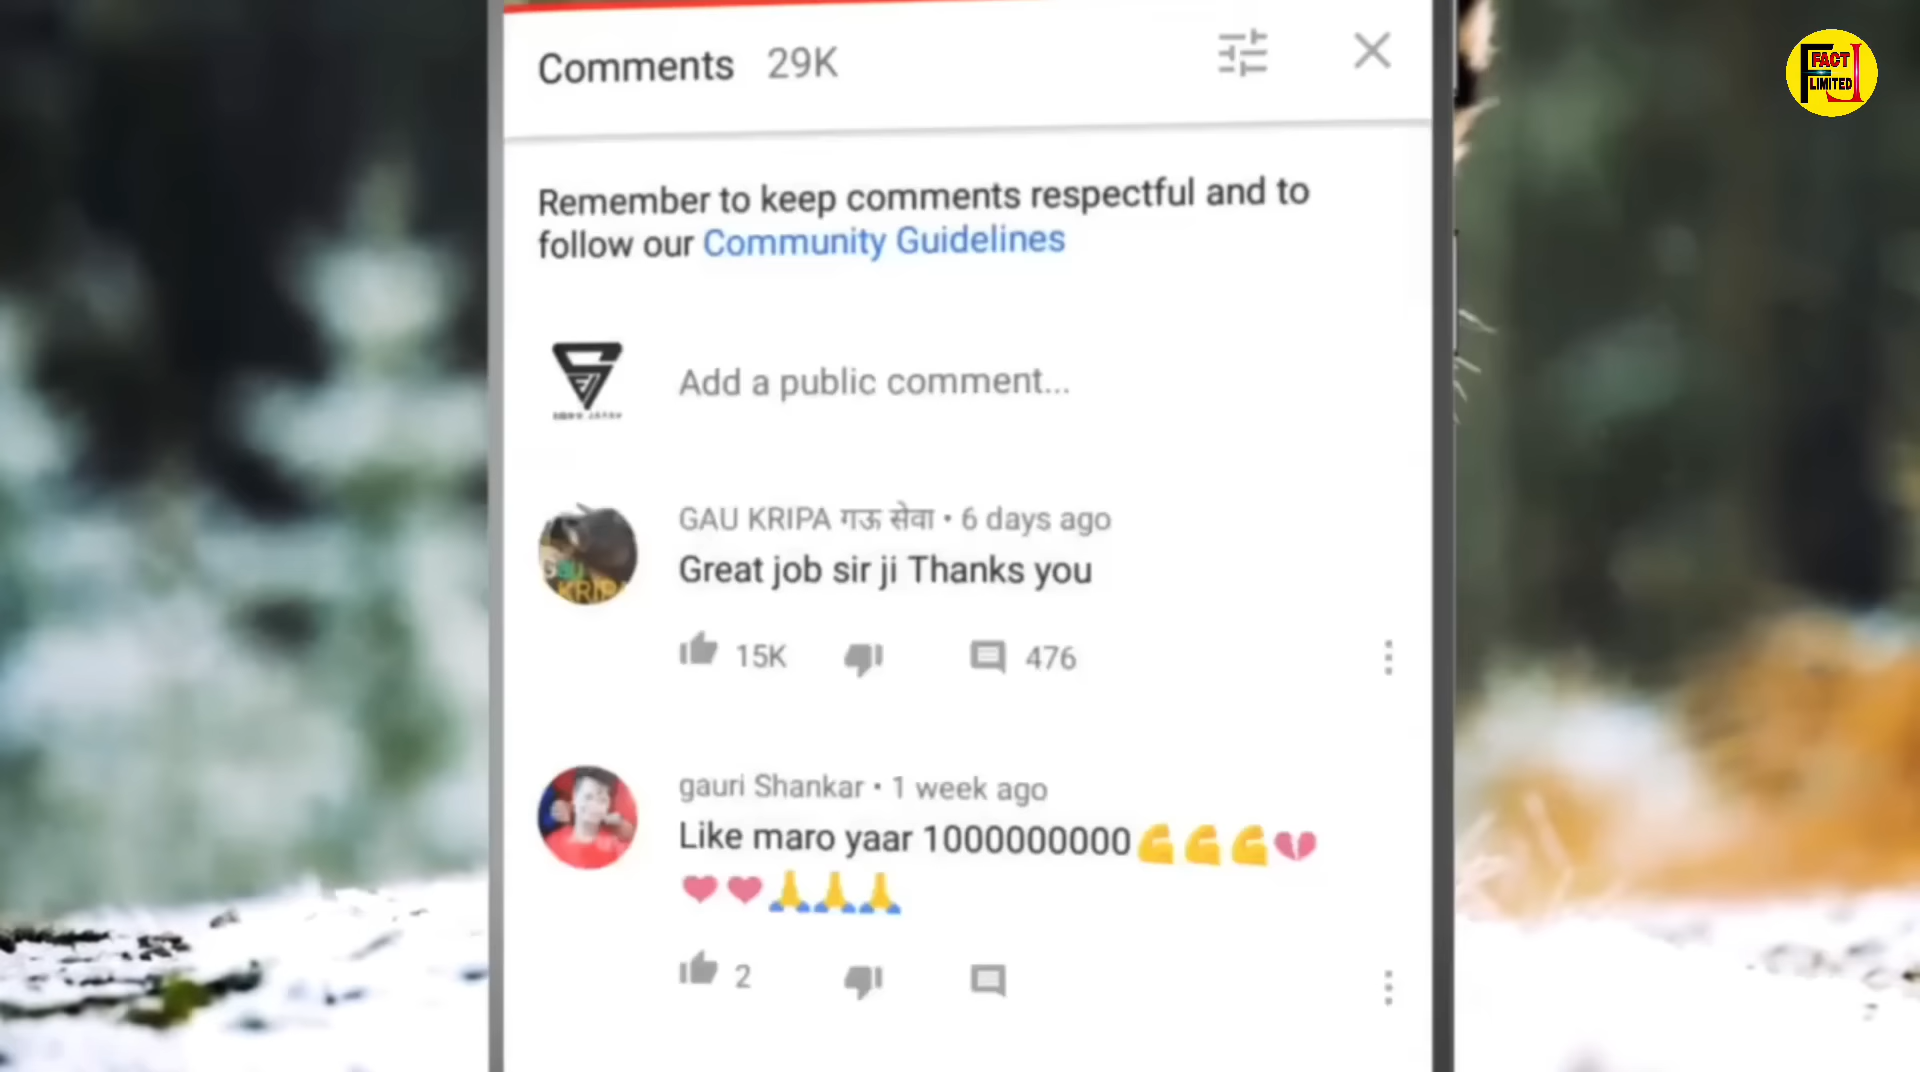 Comments 29K
FACT
LIMITED
Remember to keep comments respectful and to
follow our Community Guidelines
Add a public comment...
GAU KRIPA गऊ सेवा • 6 days ago
Great job sir ji Thanks you
15K 476
gauri Shankar • 1 week ago
Like maro yaar 1000000000💪💪💪💔
❤️❤️🙏🙏🙏
2